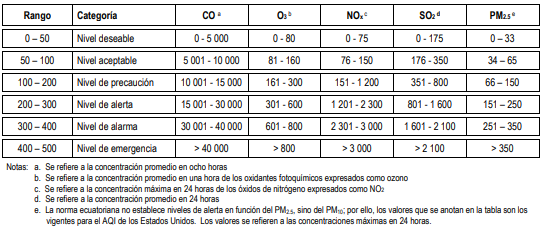 Rango Categoría CO a O3 b NOx c SO2 d PM2.5 e
0 – 50 Nivel deseable 0 - 5 000 0 - 80 0 - 75 0 - 175 0 – 33
50 – 100 Nivel aceptable 5 001 - 10 000 81 - 160 76 - 150 176 - 350 34 – 65
100 – 200 Nivel de precaución 10 001 - 15 000 161 - 300 151 - 1 200 351 - 800 66 – 150
200 – 300 Nivel de alerta 15 001 - 30 000 301 - 600 1 201 - 2 300 801 - 1 600 151 – 250
300 – 400 Nivel de alarma 30 001 - 40 000 601 - 800 2 301 - 3 000 1 601 - 2 100 251 – 350
400 – 500 Nivel de emergencia > 40 000 > 800 > 3 000 > 2 100 > 350
Notas: a. Se refiere a la concentración promedio en ocho horas
b. Se refiere a la concentración promedio en una hora de los oxidantes fotoquímicos expresados como ozono
c. Se refiere a la concentración máxima en 24 horas de los óxidos de nitrógeno expresados como NO2
d. Se refiere a la concentración promedio en 24 horas
e. La norma ecuatoriana no establece niveles de alerta en función del PM2.5, sino del PM10; por ello, los valores que se anotan en la tabla son los
vigentes para el AQI de los Estados Unidos. Los valores se refieren a las concentraciones máximas en 24 horas.